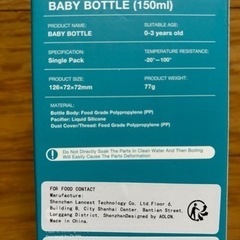 BABY BOTTLE (150ml)
PRODUCT NAME:
BABY BOTTLE
SUITABLE AGE:
0-3 years old
SPECIFICATION:
Single Pack
TEMPERATURE RESISTANCE:
-20°~100°
PRODUCT SIZE:
126×72×72mm
PRODUCT WEIGHT:
77g
MATERIAL:
Bottle Body: Food Grade Polypropylene (PP)
Pacifier: Liquid Silicone
Dust Cover/Thread: Food Grade Polypropylene (PP)
Do Not Directly Soak The Parts In Clean Water And Then Boiling
Will Easily Cause The Parts Deformation
FOR FOOD CONTACT
Manufacturer/Address:
Shenzhen Lancest Technology Co., Ltd.Floor 6,
Building B, City Shanhai Center, Bantian Street,
Longgang District, ShenzhenDesigned by AOLON.
Made in China